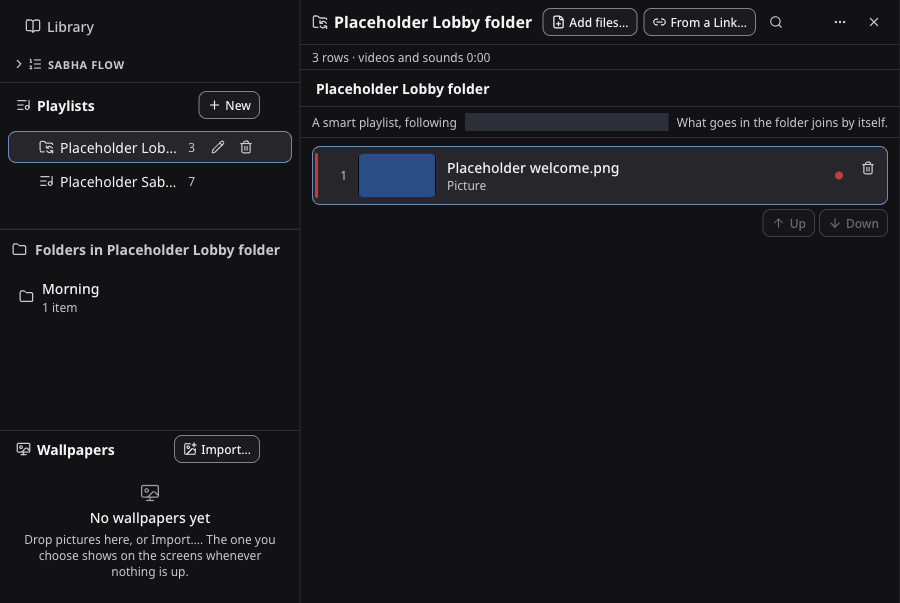 Library
SABHA FLOW
Playlists
New
Placeholder Lob... 3
Placeholder Sab... 7
Folders in Placeholder Lobby folder
Morning
1 item
Wallpapers
Import...
No wallpapers yet
Drop pictures here, or Import.... The one you
choose shows on the screens whenever
nothing is up.
Placeholder Lobby folder
Add files...
From a Link...
3 rows · videos and sounds 0:00
Placeholder Lobby folder
A smart playlist, following
What goes in the folder joins by itself.
1
Placeholder welcome.png
Picture
Up
Down